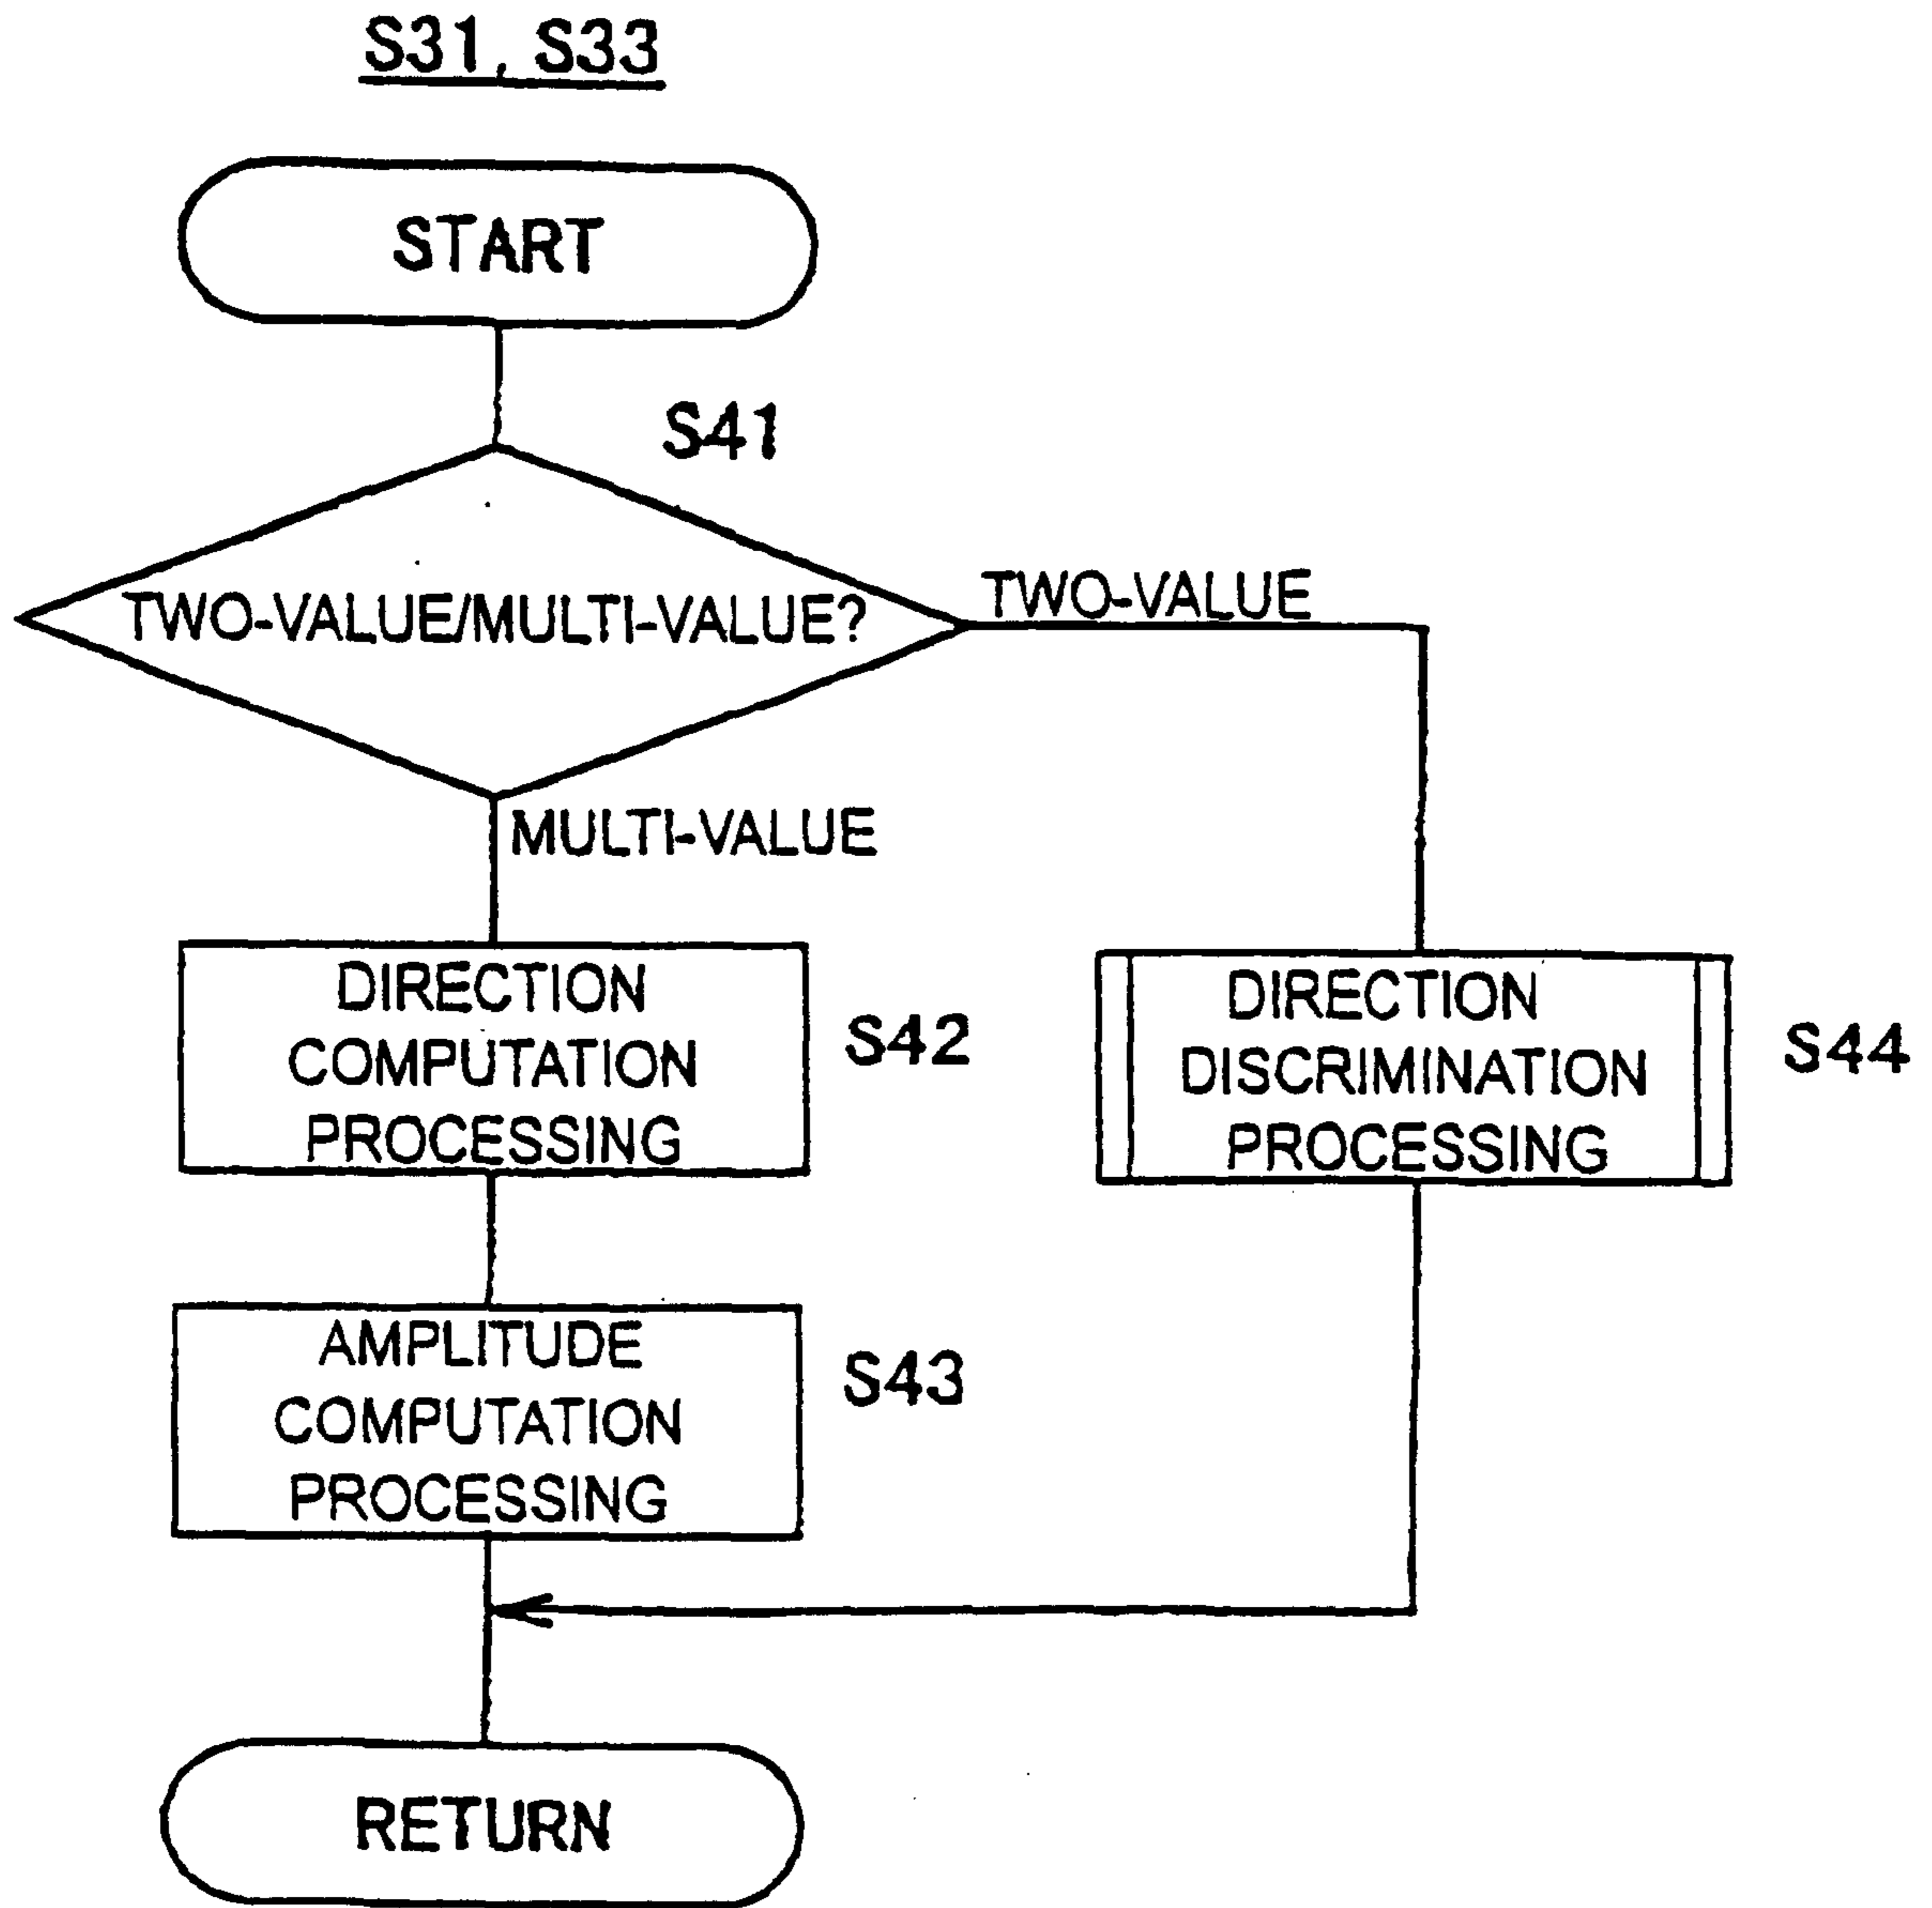 S31, S33
START
S41
TWO-VALUE/MULTI-VALUE?
TWO-VALUE
MULTI-VALUE
DIRECTION
COMPUTATION
PROCESSING
S42
DIRECTION
DISCRIMINATION
PROCESSING
S44
AMPLITUDE
COMPUTATION
PROCESSING
S43
RETURN